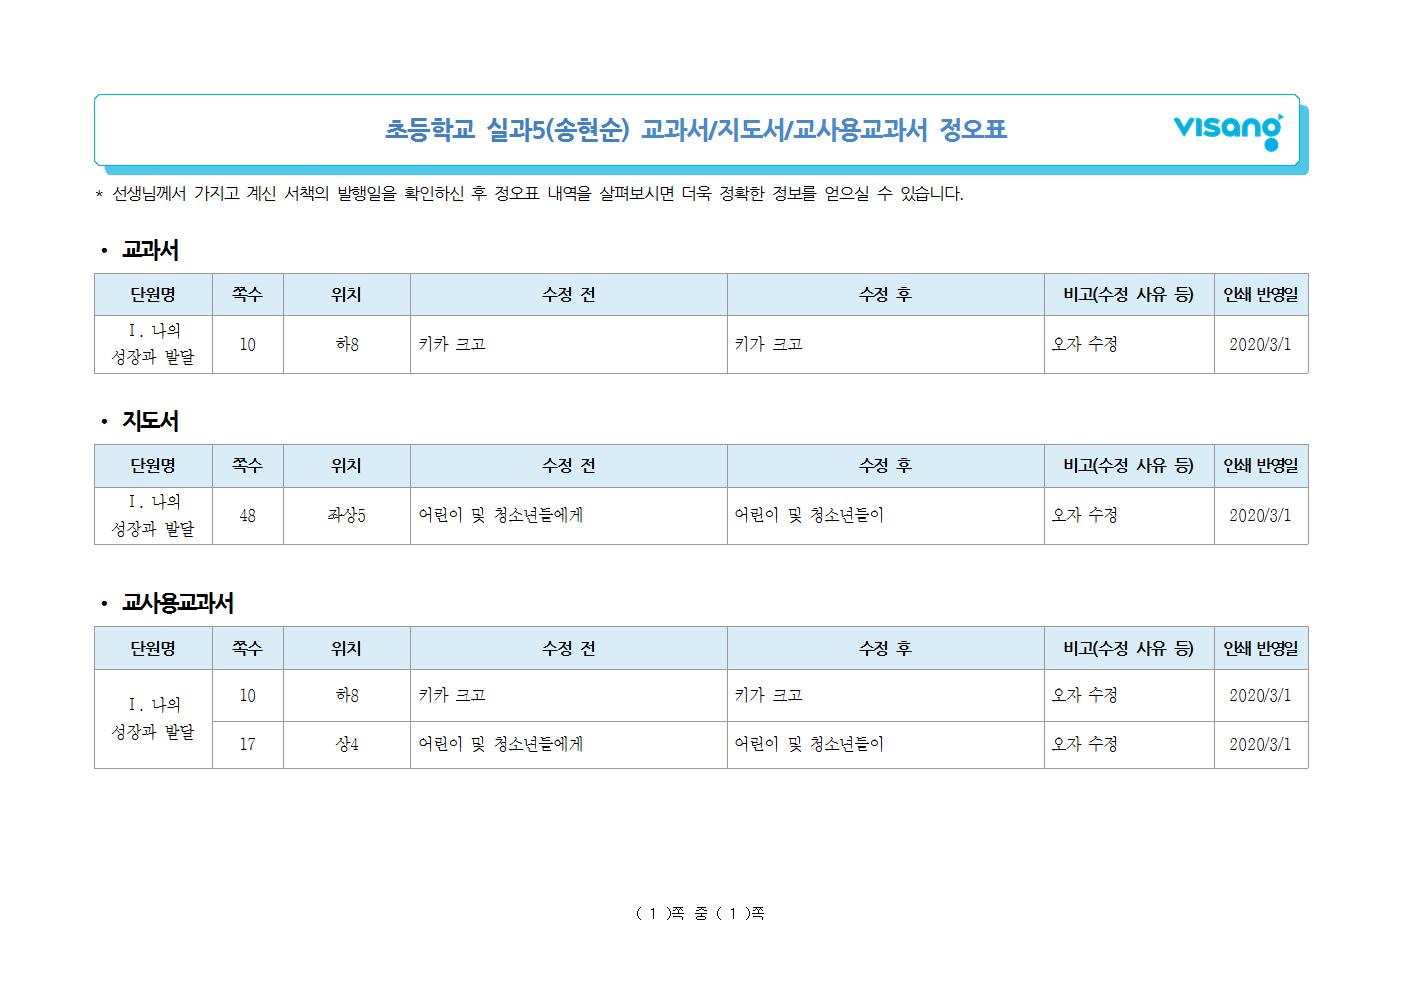 초등학교 실과5(송현순) 교과서/지도서/교사용교과서 정오표
visang
* 선생님께서 가지고 계신 서책의 발행일을 확인하신 후 정오표 내역을 살펴보시면 더욱 정확한 정보를 얻으실 수 있습니다.
• 교과서
단원명 쪽수 위치 수정 전 수정 후 비고(수정 사유 등) 인쇄 반영일
Ⅰ. 나의
성장과 발달 10 하8 키카 크고 키가 크고 오자 수정 2020/3/1
• 지도서
단원명 쪽수 위치 수정 전 수정 후 비고(수정 사유 등) 인쇄 반영일
Ⅰ. 나의
성장과 발달 48 좌상5 어린이 및 청소년들에게 어린이 및 청소년들이 오자 수정 2020/3/1
• 교사용교과서
단원명 쪽수 위치 수정 전 수정 후 비고(수정 사유 등) 인쇄 반영일
Ⅰ. 나의
성장과 발달 10 하8 키카 크고 키가 크고 오자 수정 2020/3/1
17 상4 어린이 및 청소년들에게 어린이 및 청소년들이 오자 수정 2020/3/1
( 1 )쪽 중 ( 1 )쪽